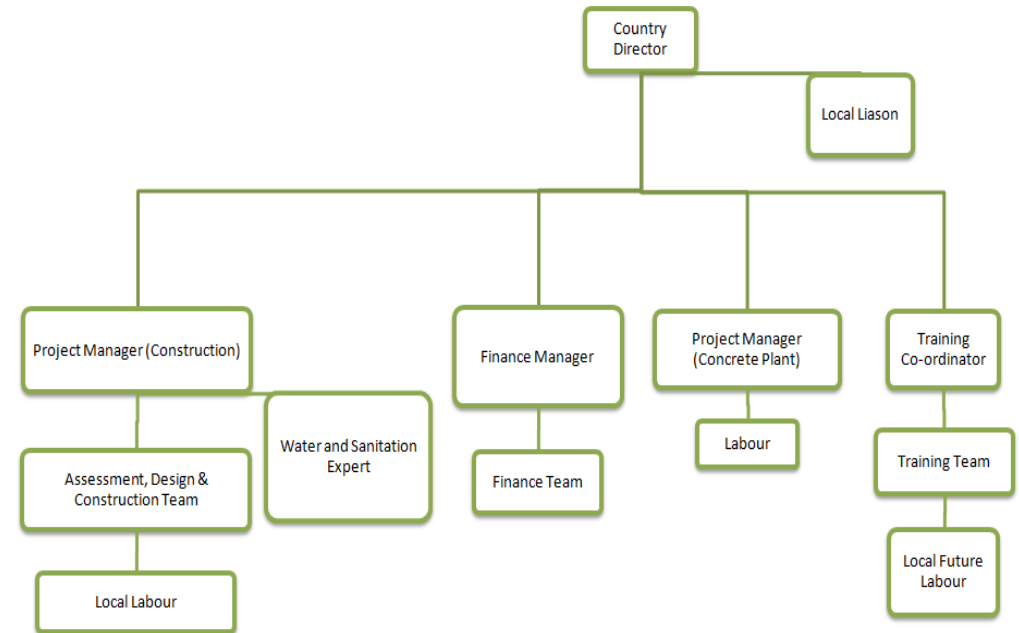 Country
Director
Local Liason
Project Manager (Construction)
Finance Manager
Project Manager
(Concrete Plant)
Training
Co-ordinator
Water and Sanitation
Expert
Assessment, Design &
Construction Team
Finance Team
Labour
Training Team
Local Labour
Local Future
Labour